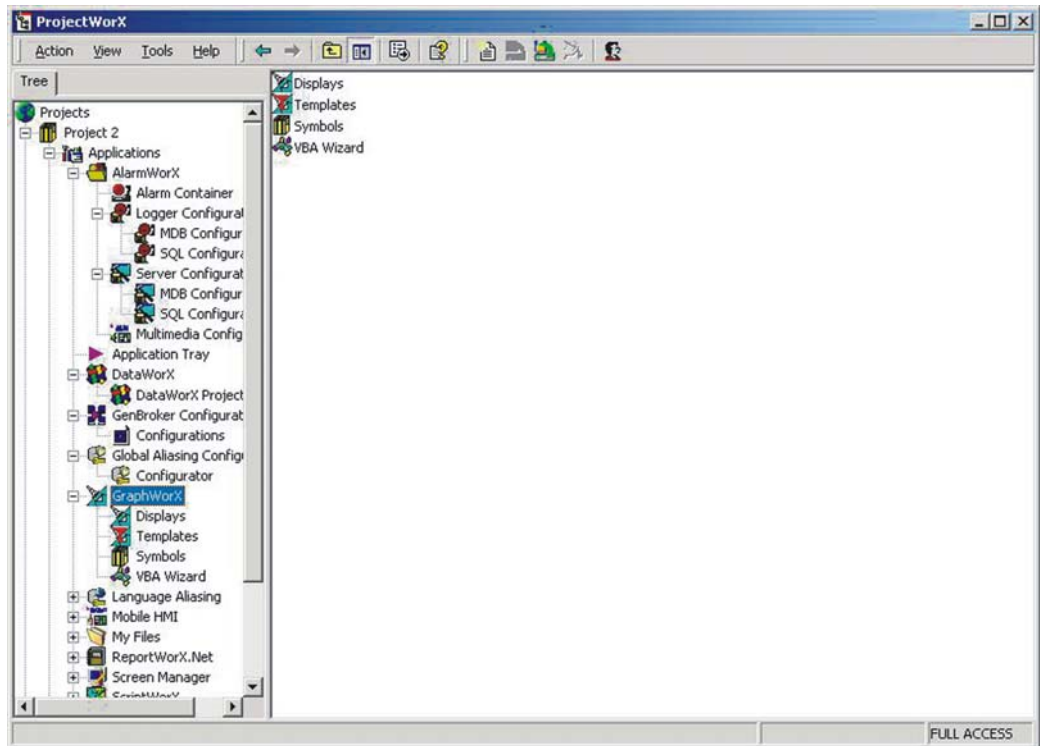 ProjectWorX
Action View Tools Help
Tree
Projects
Project 2
Applications
AlarmWorX
Alarm Container
Logger Configural
MDB Configur
SQL Configura
Server Configurat
MDB Configur
SQL Configura
Multimedia Config
Application Tray
DataWorX
DataWorX Project
GenBroker Configurat
Configurations
Global Aliasing Config
Configurator
GraphWorX
Displays
Templates
Symbols
VBA Wizard
Language Aliasing
Mobile HMI
My Files
ReportWorX.Net
Screen Manager
ScriptWorX
Displays
Templates
Symbols
VBA Wizard
FULL ACCESS